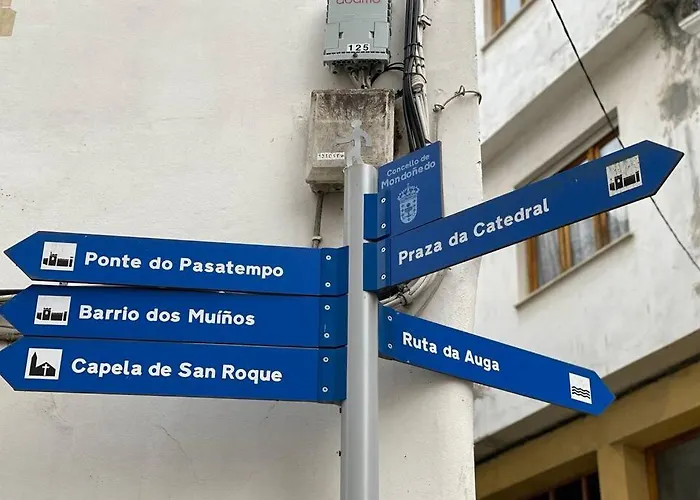 125
Concello de
Mondoñedo
Praza da Catedral
Ponte do Pasatempo
Barrio dos Muíños
Capela de San Roque
Ruta da Auga